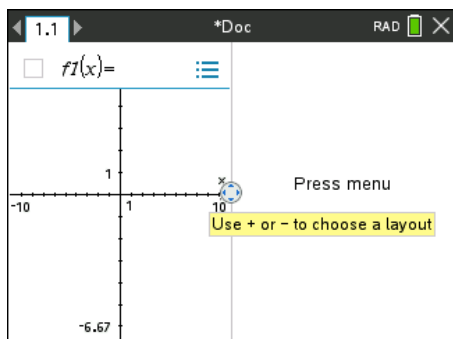 1.1 *Doc RAD
f1(x)=
1
x
-10 1 10
Press menu
Use + or - to choose a layout
-6.67